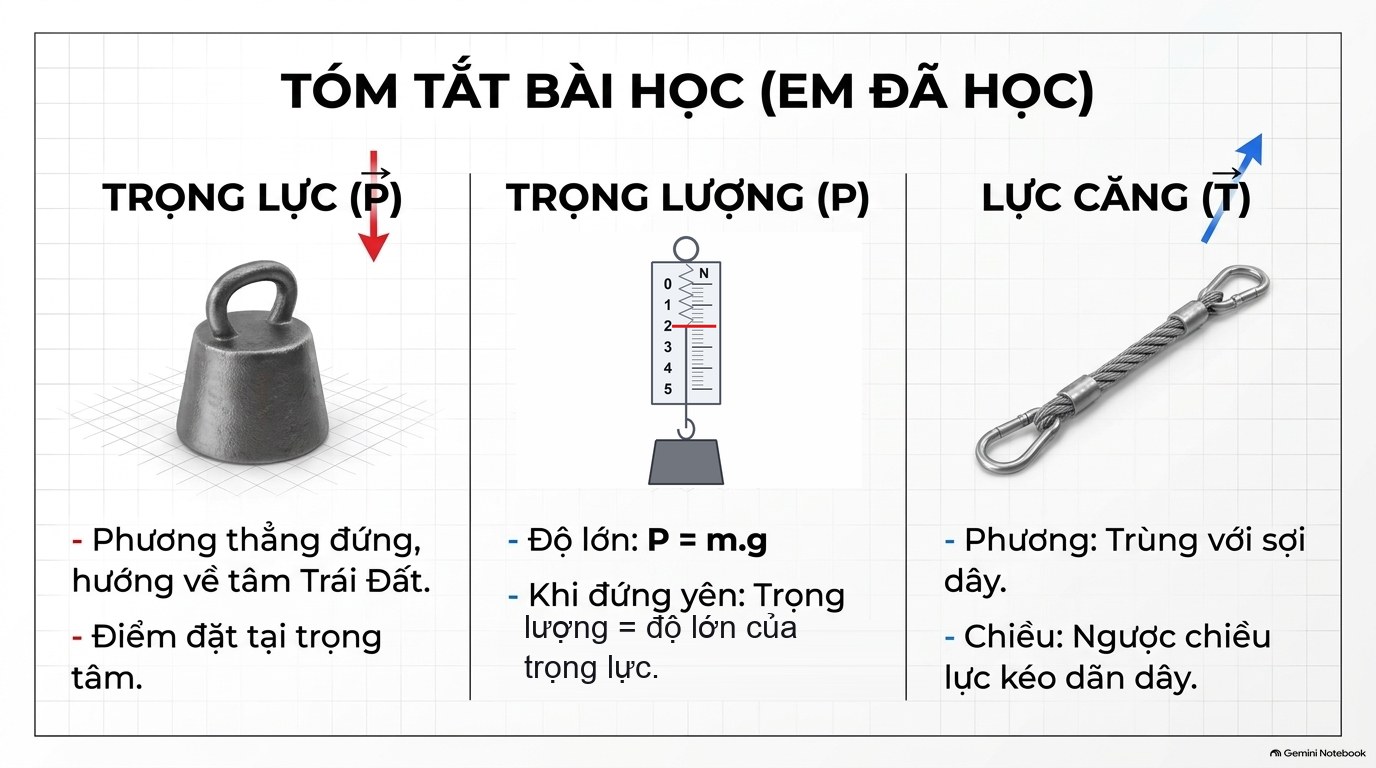 TÓM TẮT BÀI HỌC (EM ĐÃ HỌC)
TRỌNG LỰC (P⃗)
- Phương thẳng đứng,
hướng về tâm Trái Đất.
- Điểm đặt tại trọng
tâm.
TRỌNG LƯỢNG (P)
N
0
1
2
3
4
5
- Độ lớn: P = m.g
- Khi đứng yên: Trọng
lượng = độ lớn của
trọng lực.
LỰC CĂNG (T⃗)
- Phương: Trùng với sợi
dây.
- Chiều: Ngược chiều
lực kéo dãn dây.
Gemini Notebook